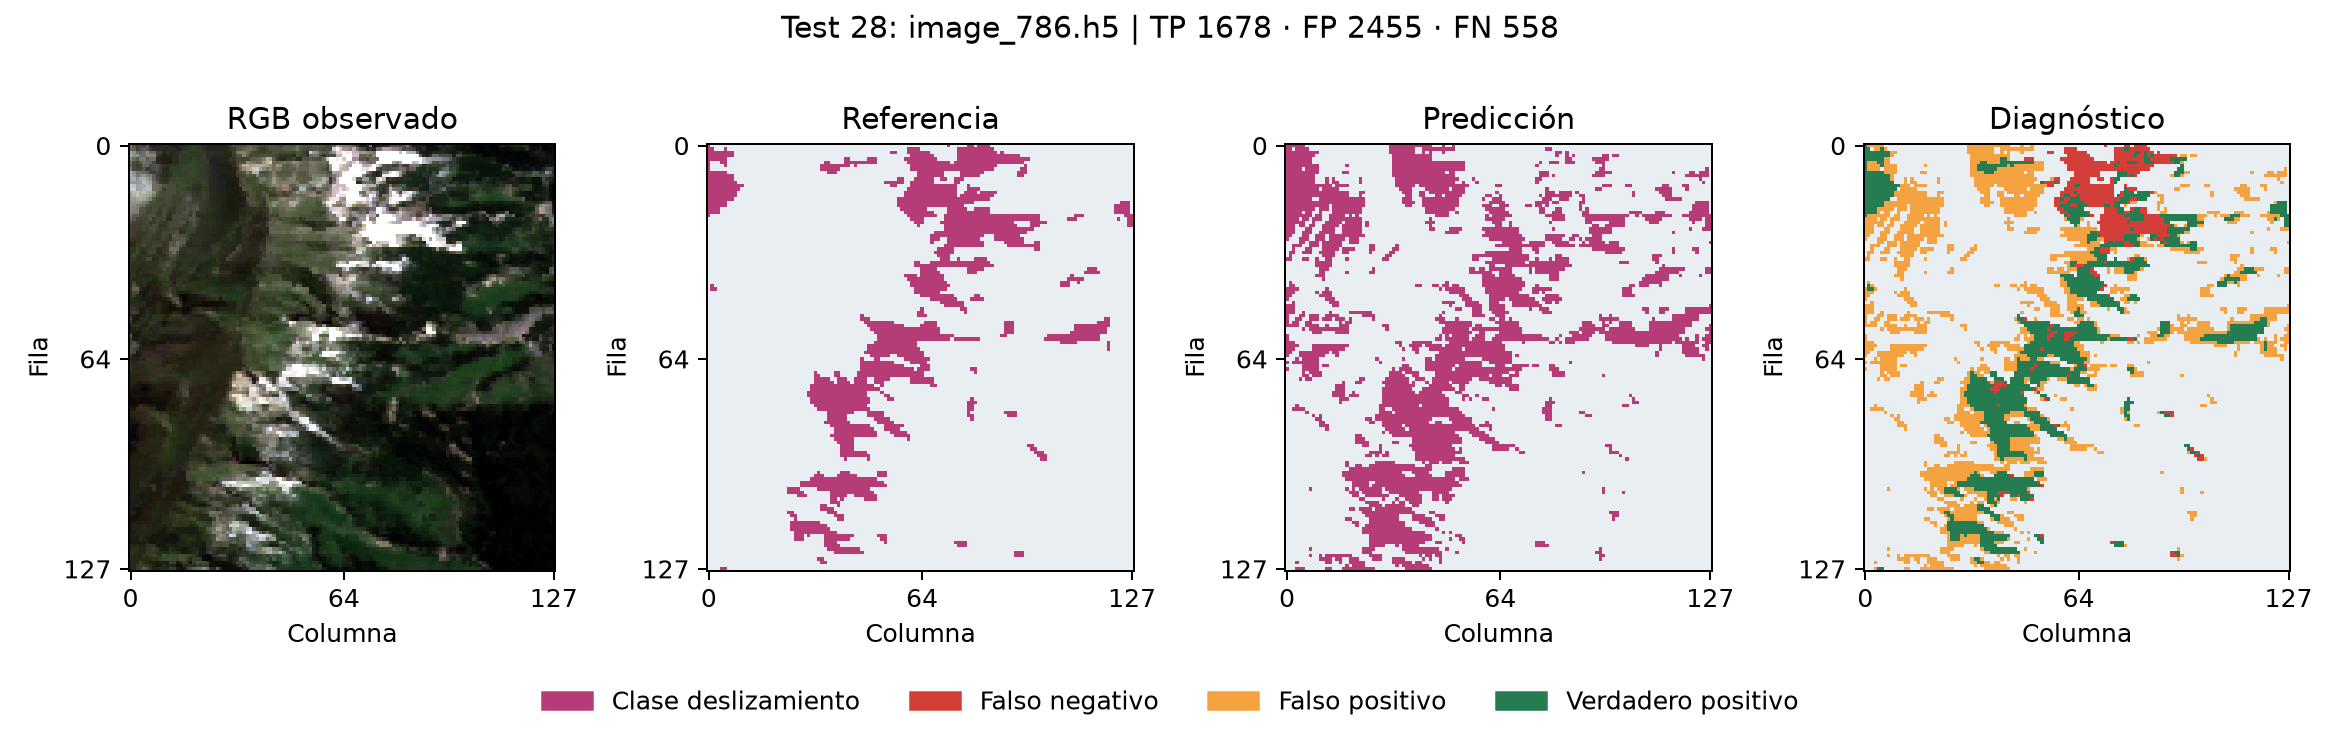 Test 28: image_786.h5 | TP 1678 · FP 2455 · FN 558
RGB observado
Referencia
Predicción
Diagnóstico
0
64
127
Fila
0
64
127
Columna
0
64
127
Fila
0
64
127
Columna
0
64
127
Fila
0
64
127
Columna
0
64
127
Fila
0
64
127
Columna
Clase deslizamiento
Falso negativo
Falso positivo
Verdadero positivo